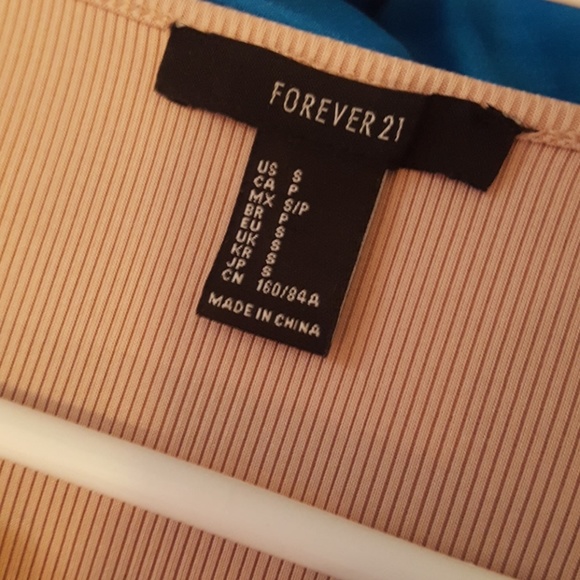 FOREVER 21
US S
CA P
MX S/P
BR P
EU S
UK S
KR S
JP S
CN 160/84A
MADE IN CHINA